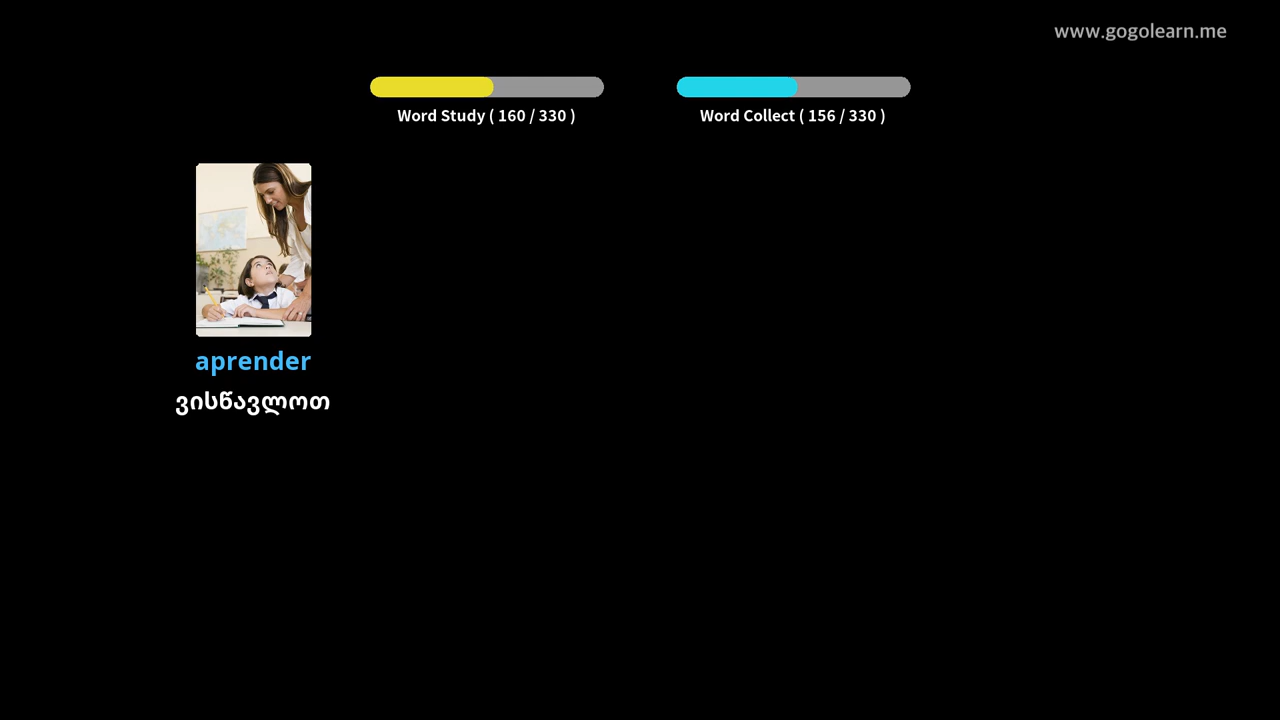 www.gogolearn.me
Word Study ( 160 / 330 )
Word Collect ( 156 / 330 )
aprender
ვისწავლოთ